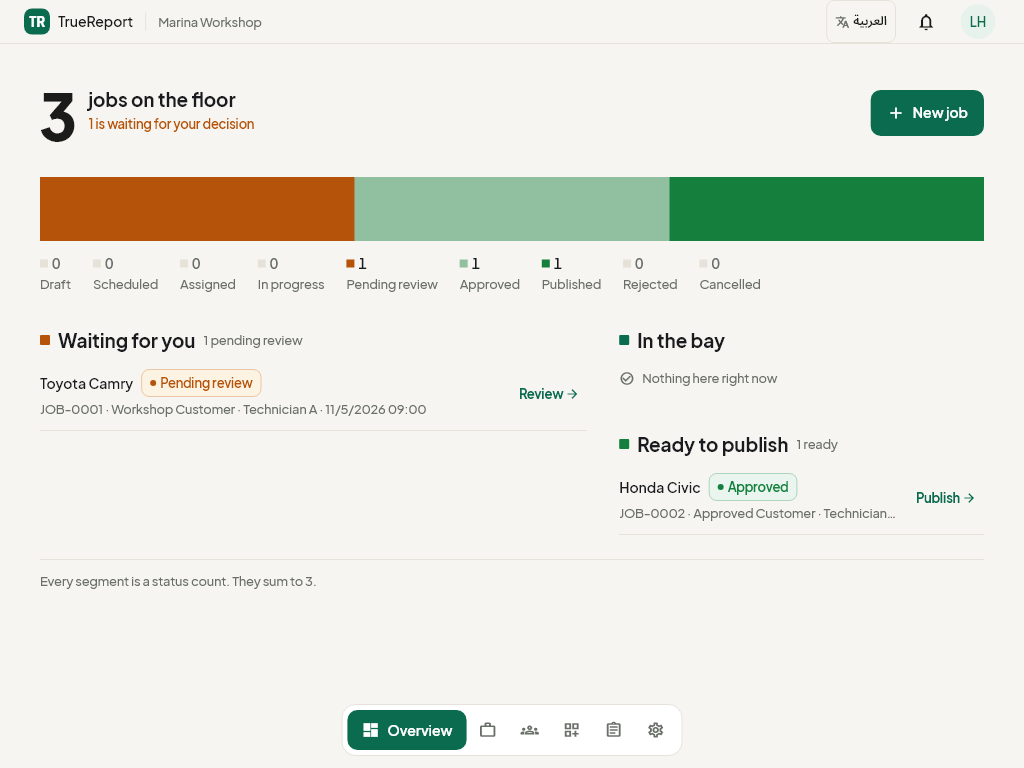 TR TrueReport Marina Workshop العربية LH
3 jobs on the floor
1 is waiting for your decision
New job
0 0 0 0 1 1 1 0 0
Draft Scheduled Assigned In progress Pending review Approved Published Rejected Cancelled
Waiting for you 1 pending review
Toyota Camry Pending review
JOB-0001 · Workshop Customer · Technician A · 11/5/2026 09:00
Review →
In the bay
Nothing here right now
Ready to publish 1 ready
Honda Civic Approved
JOB-0002 · Approved Customer · Technician...
Publish →
Every segment is a status count. They sum to 3.
Overview